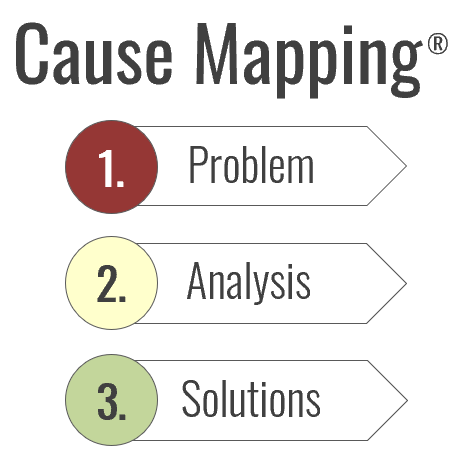 Cause Mapping®
1. Problem
2. Analysis
3. Solutions